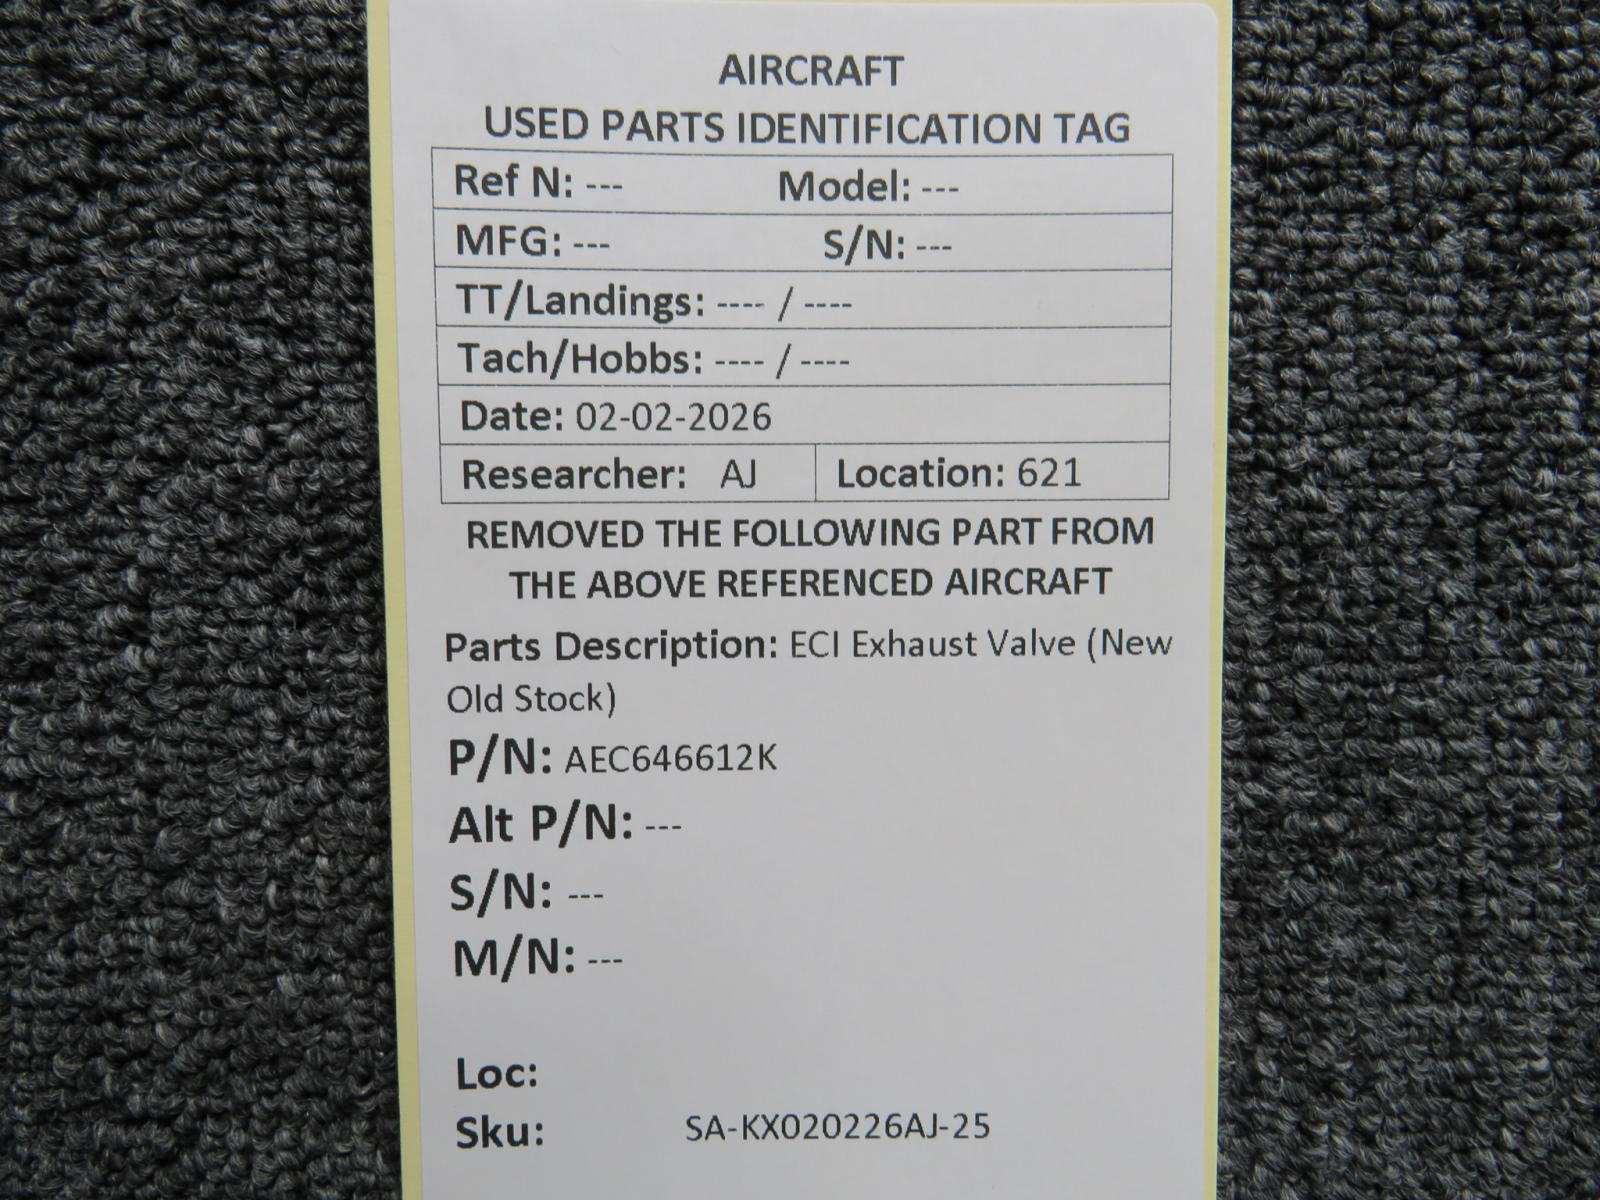 AIRCRAFT
USED PARTS IDENTIFICATION TAG
Ref N: --- Model: ---
MFG: --- S/N: ---
TT/Landings: ---- / ----
Tach/Hobbs: ---- / ----
Date: 02-02-2026
Researcher: AJ Location: 621
REMOVED THE FOLLOWING PART FROM
THE ABOVE REFERENCED AIRCRAFT
Parts Description: ECI Exhaust Valve (New
Old Stock)
P/N: AEC646612K
Alt P/N: ---
S/N: ---
M/N: ---
Loc:
Sku: SA-KX020226AJ-25